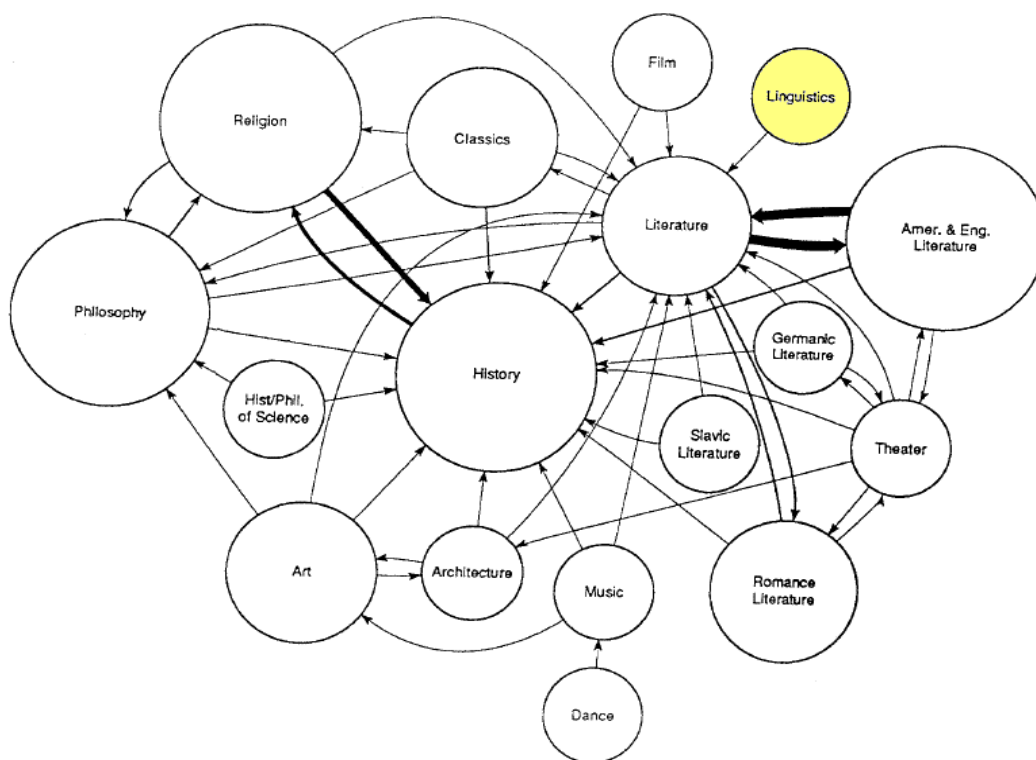 Film
Linguistics
Religion
Classics
Literature
Amer. & Eng.
Literature
Philosophy
Germanic
Literature
History
Hist/Phil.
of Science
Slavic
Literature
Theater
Art
Architecture
Music
Romance
Literature
Dance